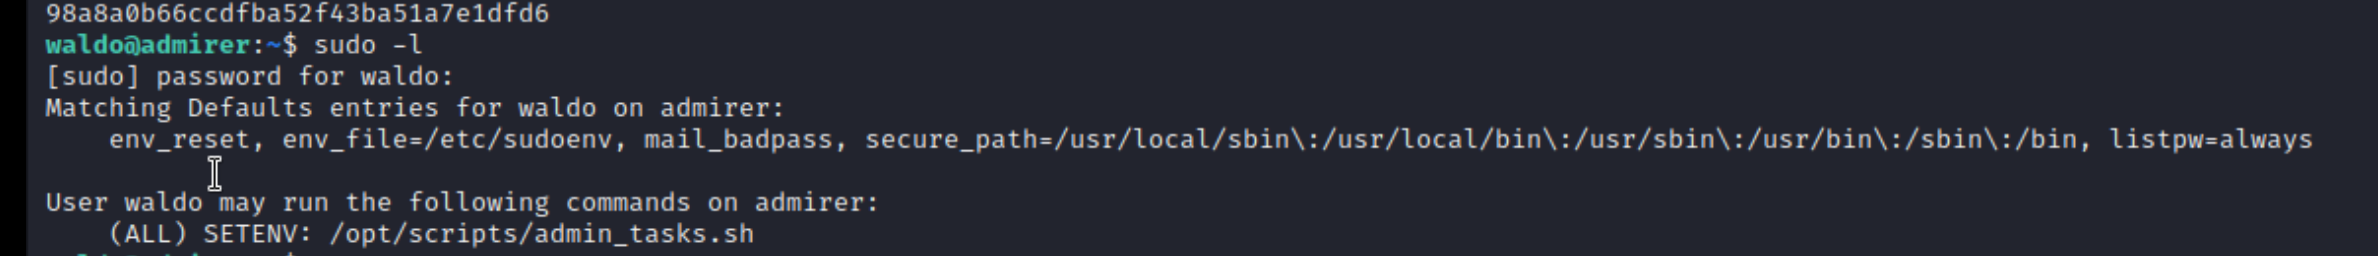 98a8a0b66ccdfba52f43ba51a7e1dfd6
waldo@admirer:~$ sudo -l
[sudo] password for waldo:
Matching Defaults entries for waldo on admirer:
    env_reset, env_file=/etc/sudoenv, mail_badpass, secure_path=/usr/local/sbin\:/usr/local/bin\:/usr/sbin\:/usr/bin\:/sbin\:/bin, listpw=always
User waldo may run the following commands on admirer:
    (ALL) SETENV: /opt/scripts/admin_tasks.sh